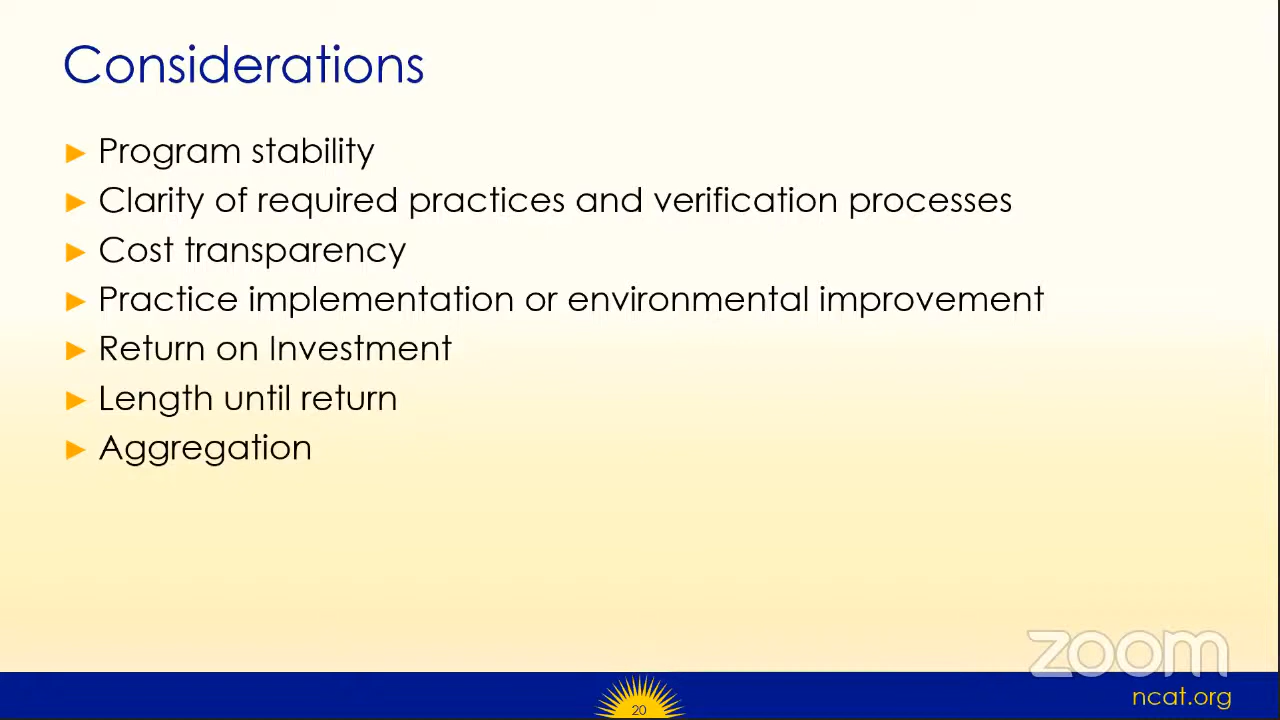 Considerations
Program stability
Clarity of required practices and verification processes
Cost transparency
Practice implementation or environmental improvement
Return on Investment
Length until return
Aggregation
zoom
20
ncat.org